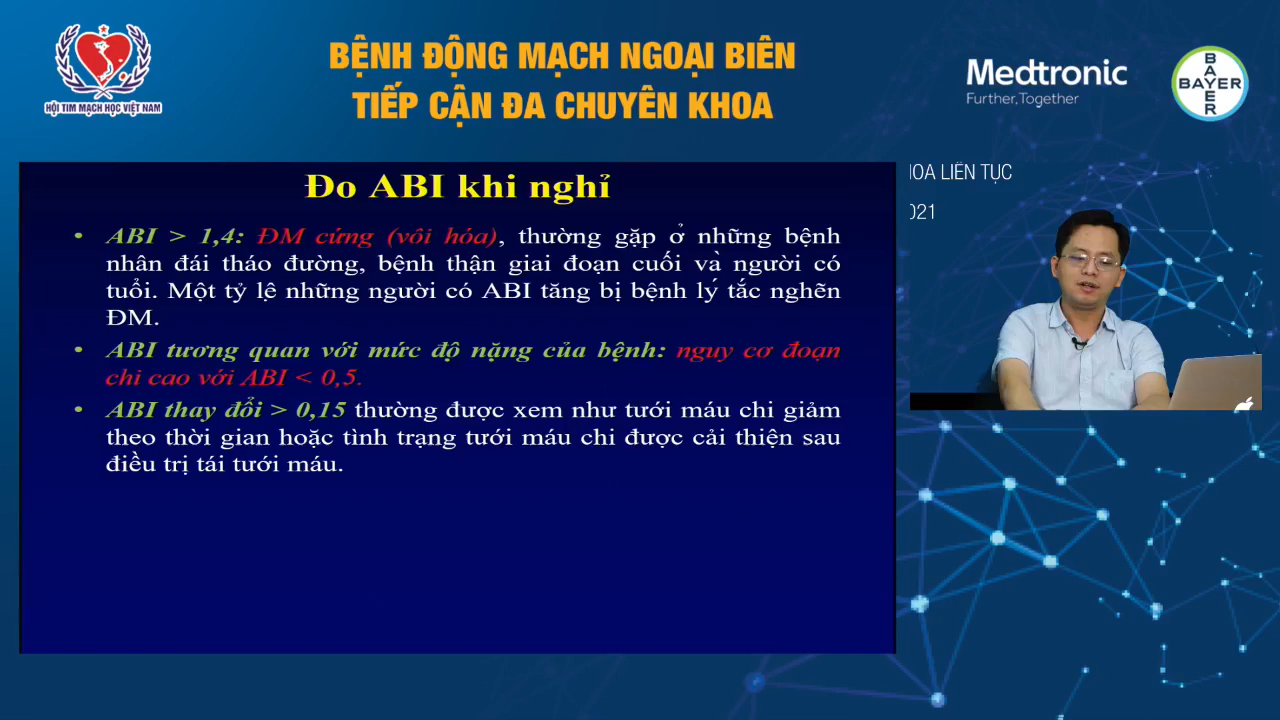 HỘI TIM MẠCH HỌC VIỆT NAM
BỆNH ĐỘNG MẠCH NGOẠI BIÊN
TIẾP CẬN ĐA CHUYÊN KHOA
Medtronic
Further, Together
BAYER
BAYER
Đo ABI khi nghỉ
• ABI > 1,4: ĐM cứng (vôi hóa), thường gặp ở những bệnh
nhân đái tháo đường, bệnh thận giai đoạn cuối và người có
tuổi. Một tỷ lê những người có ABI tăng bị bệnh lý tắc nghẽn
ĐM.
• ABI tương quan với mức độ nặng của bệnh: nguy cơ đoạn
chi cao với ABI < 0,5.
• ABI thay đổi > 0,15 thường được xem như tưới máu chi giảm
theo thời gian hoặc tình trạng tưới máu chi được cải thiện sau
điều trị tái tưới máu.
HOA LIÊN TỤC
021